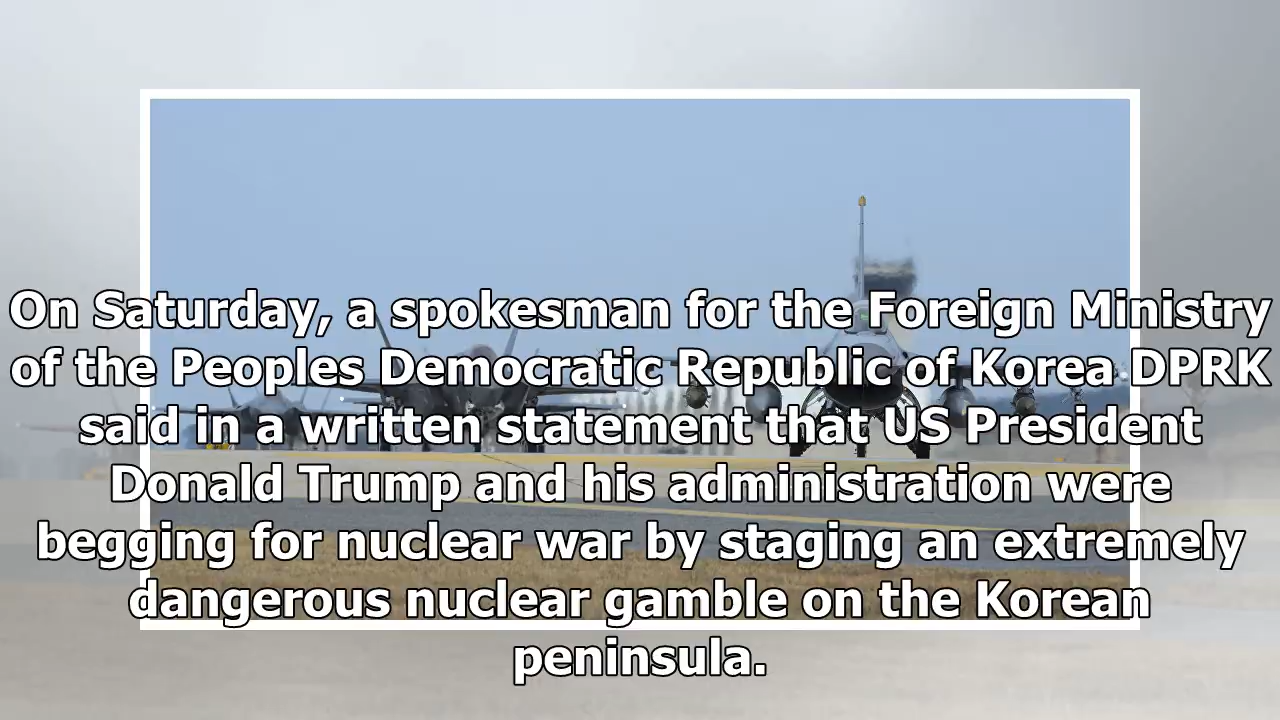 On Saturday, a spokesman for the Foreign Ministry
of the Peoples Democratic Republic of Korea DPRK
said in a written statement that US President
Donald Trump and his administration were
begging for nuclear war by staging an extremely
dangerous nuclear gamble on the Korean
peninsula.